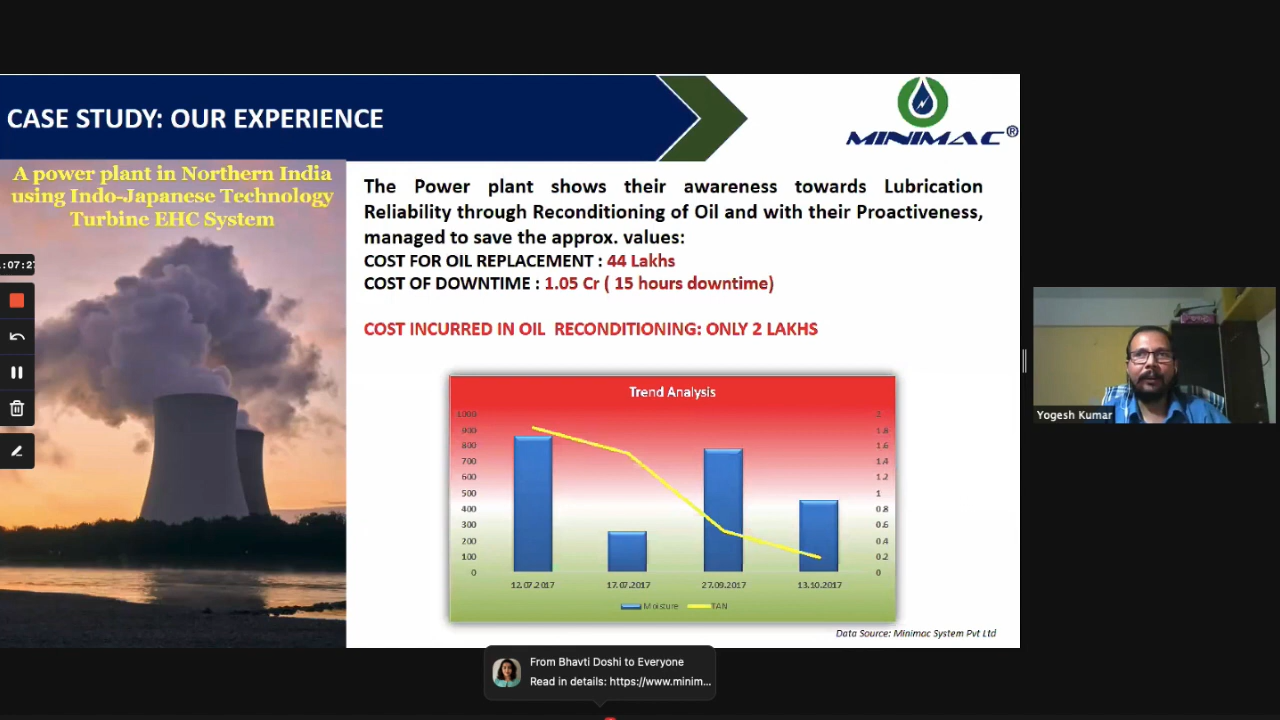 CASE STUDY: OUR EXPERIENCE
MINIMAC®
A power plant in Northern India
using Indo-Japanese Technology
Turbine EHC System
The Power plant shows their awareness towards Lubrication
Reliability through Reconditioning of Oil and with their Proactiveness,
managed to save the approx. values:
COST FOR OIL REPLACEMENT : 44 Lakhs
COST OF DOWNTIME : 1.05 Cr ( 15 hours downtime)
COST INCURRED IN OIL RECONDITIONING: ONLY 2 LAKHS
:07:27
Trend Analysis
1000
900
800
700
600
500
400
300
200
100
0
2
1.8
1.6
1.4
1.2
1
0.8
0.6
0.4
0.2
0
12.07.2017 17.07.2017 27.09.2017 13.10.2017
Moisture TAN
Data Source: Minimac System Pvt Ltd
Yogesh Kumar
From Bhavti Doshi to Everyone
Read in details: https://www.minim...